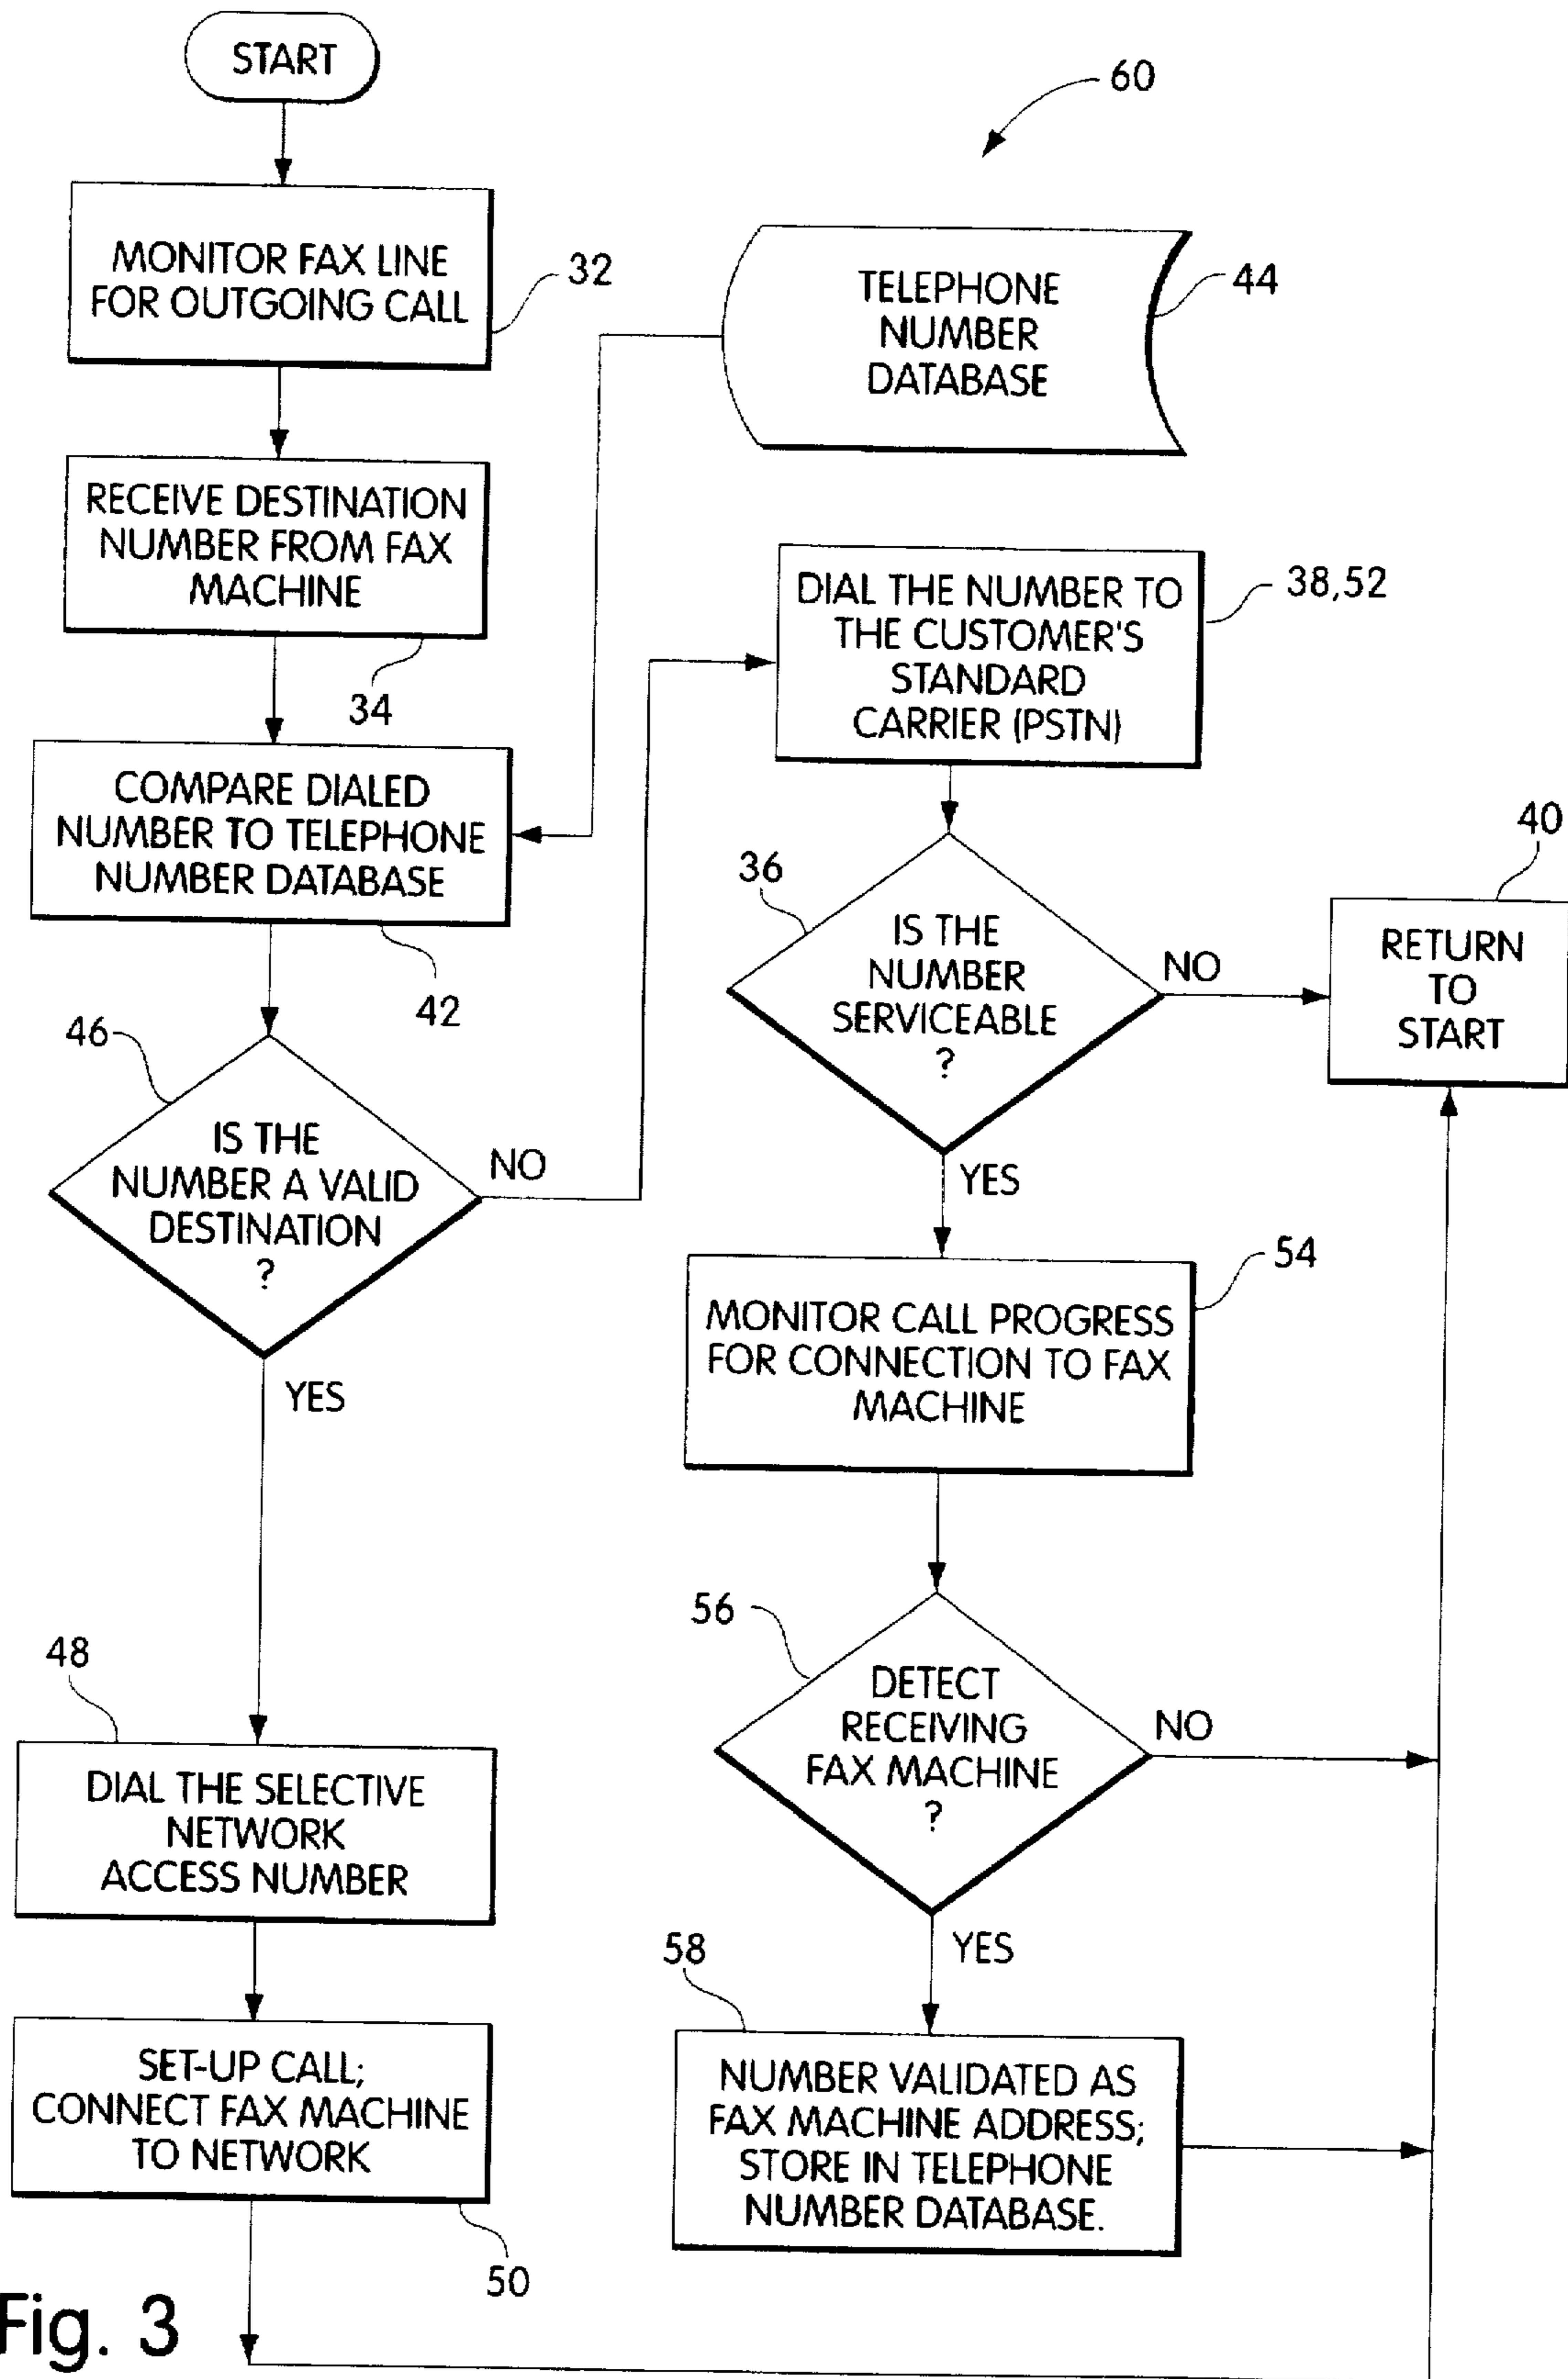 START
60
MONITOR FAX LINE
FOR OUTGOING CALL
32
TELEPHONE
NUMBER
DATABASE
44
RECEIVE DESTINATION
NUMBER FROM FAX
MACHINE
34
DIAL THE NUMBER TO
THE CUSTOMER'S
STANDARD
CARRIER (PSTN)
38,52
COMPARE DIALED
NUMBER TO TELEPHONE
NUMBER DATABASE
42
36
IS THE
NUMBER
SERVICEABLE
?
NO
YES
40
RETURN
TO
START
46
IS THE
NUMBER A VALID
DESTINATION
?
NO
YES
MONITOR CALL PROGRESS
FOR CONNECTION TO FAX
MACHINE
54
56
DETECT
RECEIVING
FAX MACHINE
?
NO
YES
48
DIAL THE SELECTIVE
NETWORK
ACCESS NUMBER
58
NUMBER VALIDATED AS
FAX MACHINE ADDRESS;
STORE IN TELEPHONE
NUMBER DATABASE.
SET-UP CALL;
CONNECT FAX MACHINE
TO NETWORK
50
Fig. 3